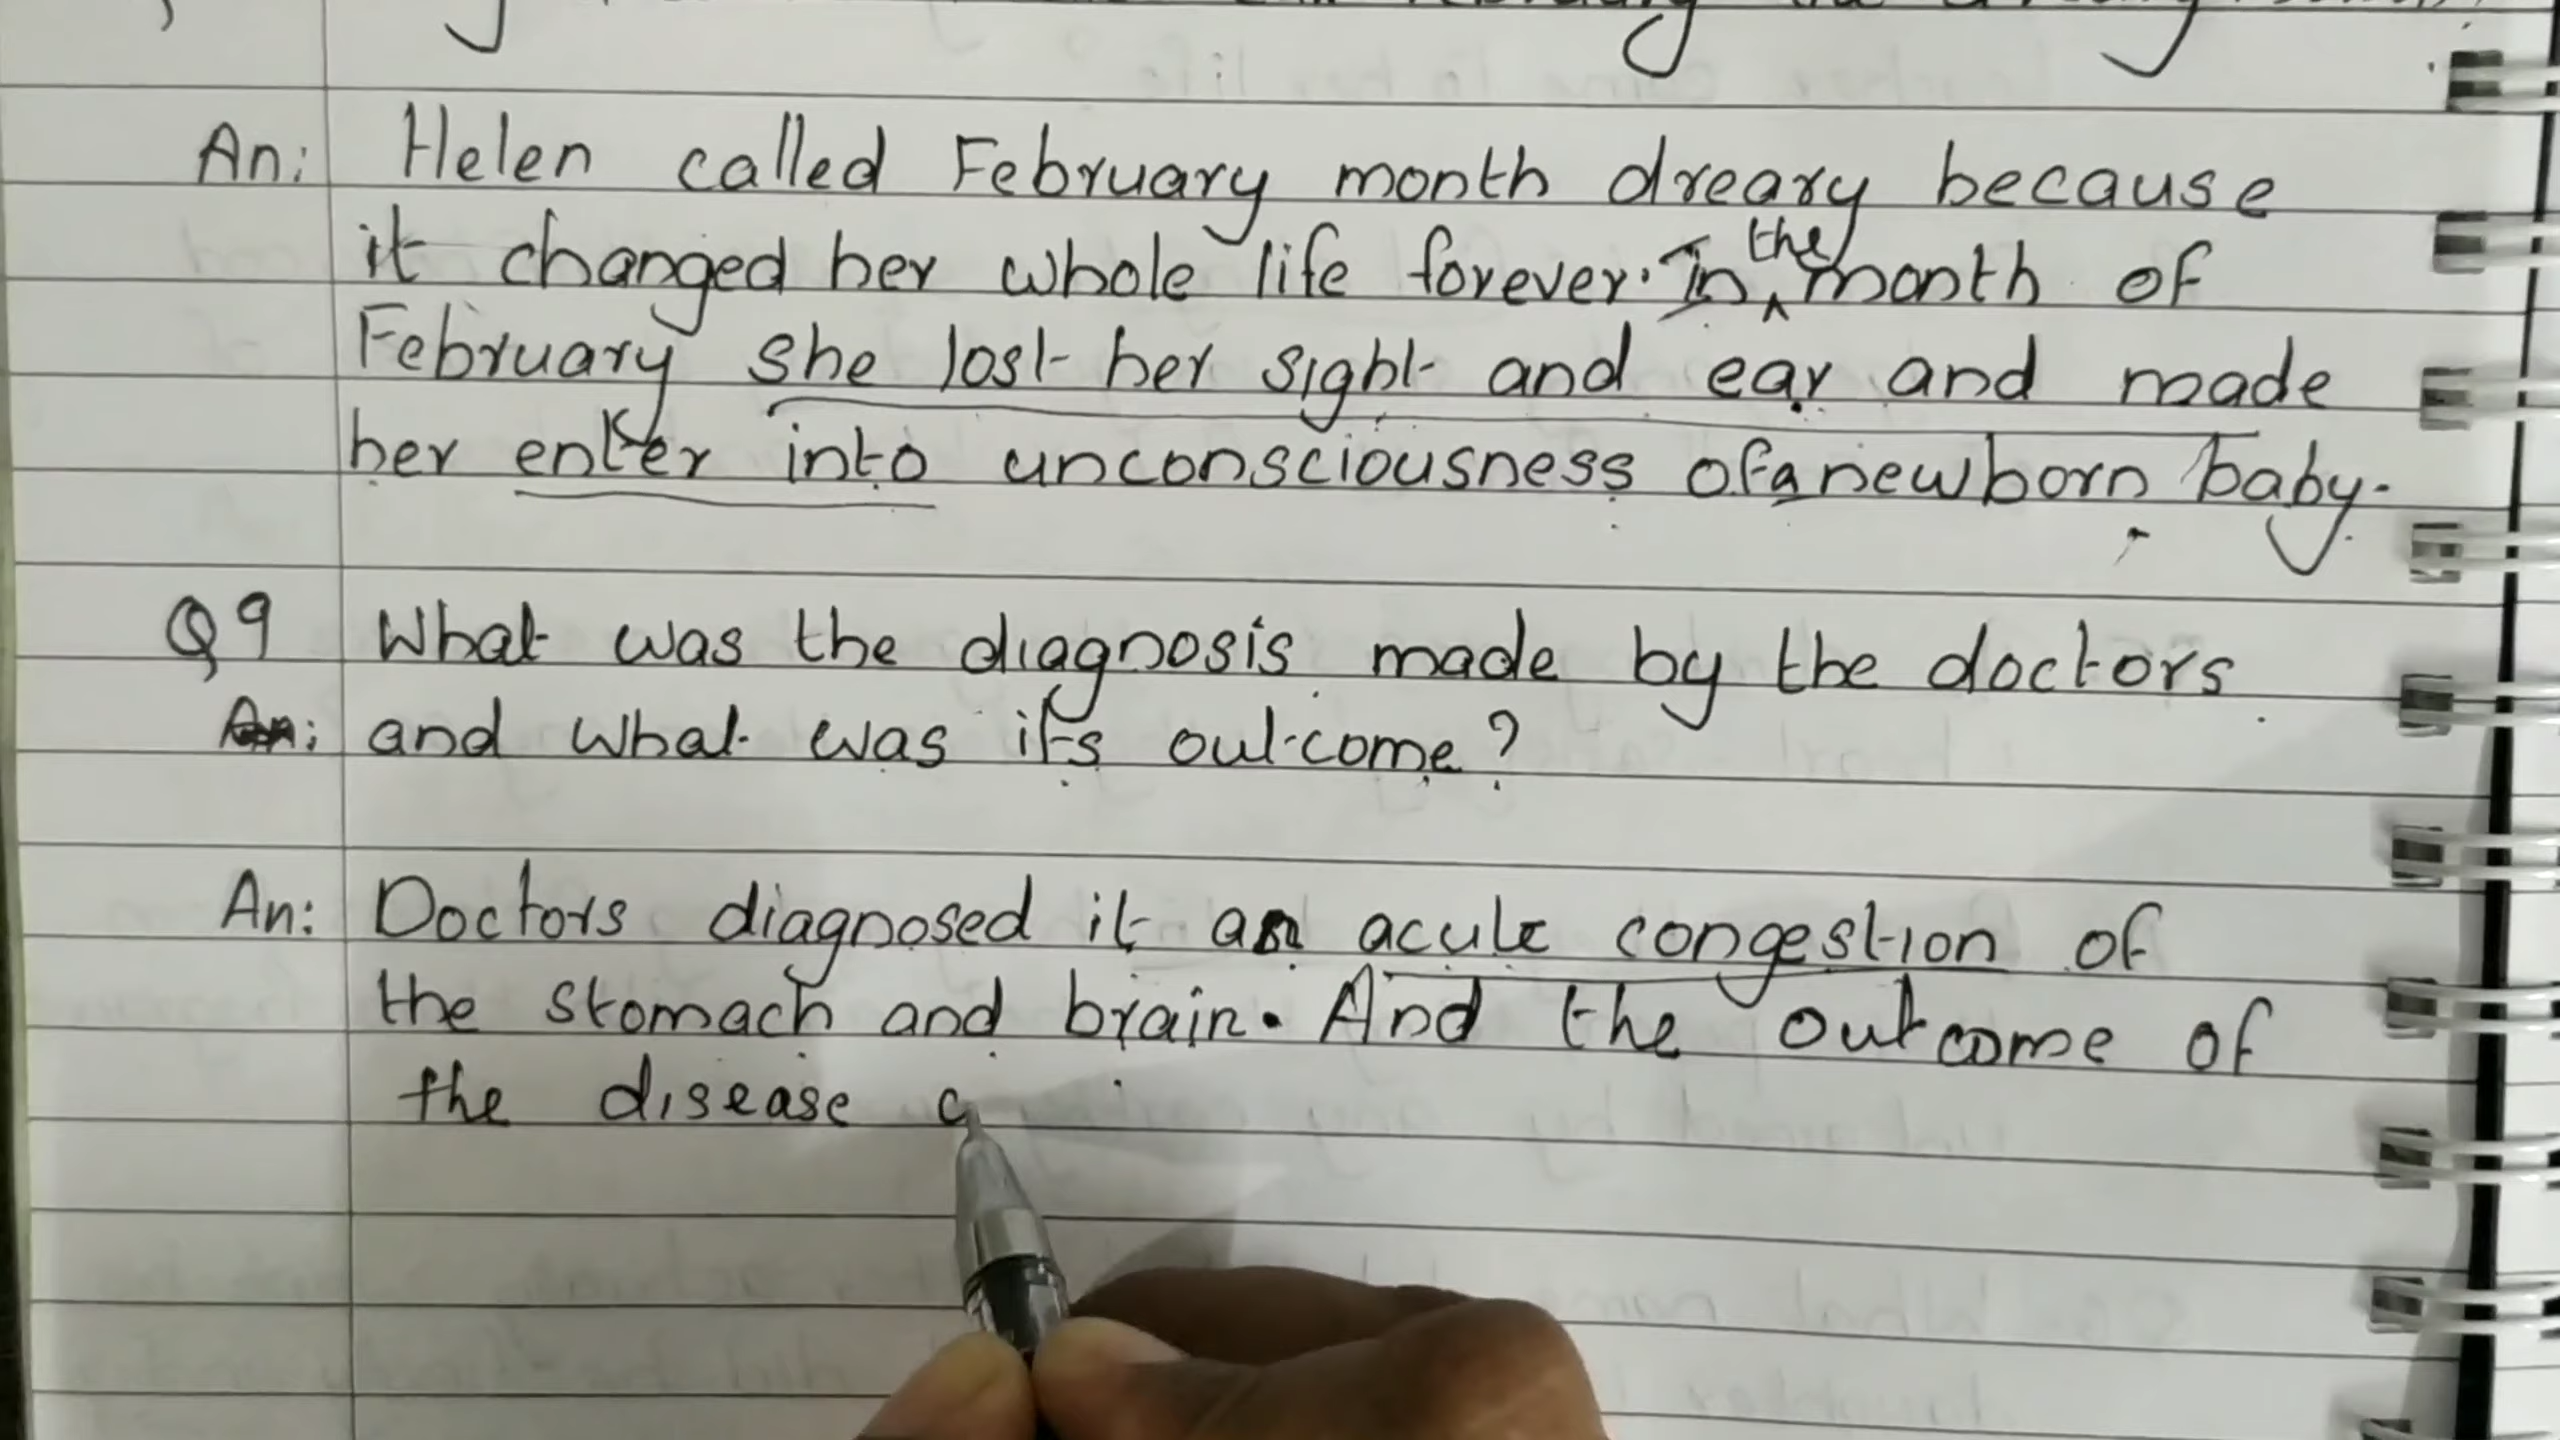 An: Helen called February month dreary because
it changed her whole life forever. In the month of
February she lost her sight and ear and made
her enter into unconsciousness of a newborn baby.
Q9 What was the diagnosis made by the doctors
An: and what was its outcome?
An: Doctors diagnosed it an acute congestion of
the stomach and brain. And the outcome of
the disease